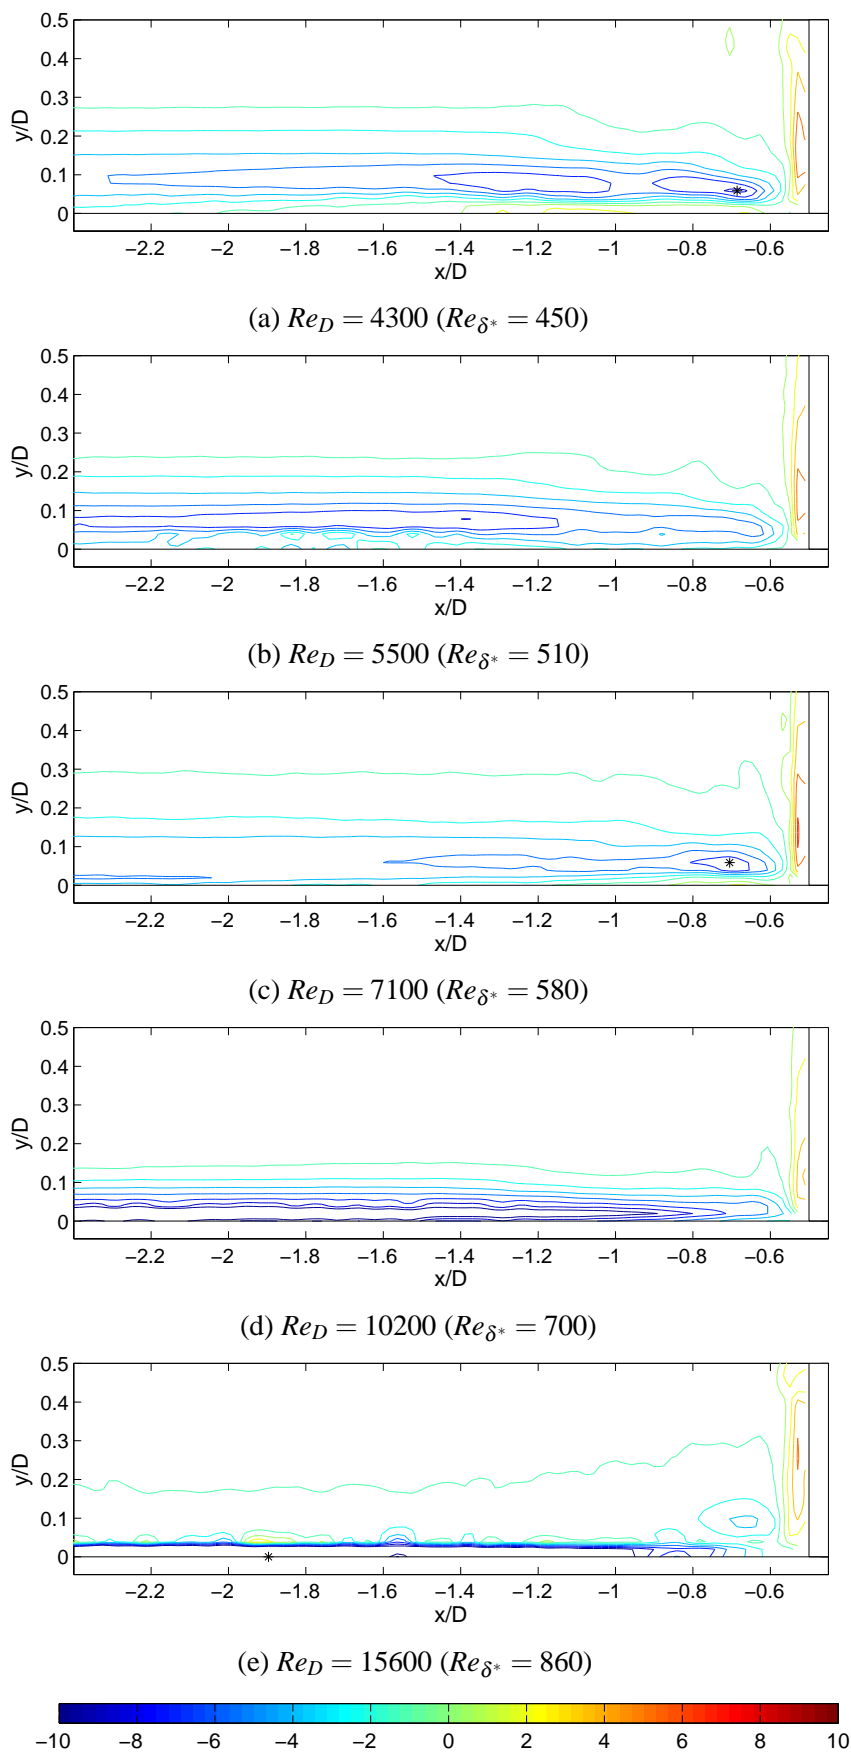 0.5
0.4
0.3
0.2
0.1
0
y/D
−2.2 −2 −1.8 −1.6 −1.4 −1.2 −1 −0.8 −0.6
x/D
(a) Re_D = 4300 (Re_δ* = 450)
0.5
0.4
0.3
0.2
0.1
0
y/D
−2.2 −2 −1.8 −1.6 −1.4 −1.2 −1 −0.8 −0.6
x/D
(b) Re_D = 5500 (Re_δ* = 510)
0.5
0.4
0.3
0.2
0.1
0
y/D
−2.2 −2 −1.8 −1.6 −1.4 −1.2 −1 −0.8 −0.6
x/D
(c) Re_D = 7100 (Re_δ* = 580)
0.5
0.4
0.3
0.2
0.1
0
y/D
−2.2 −2 −1.8 −1.6 −1.4 −1.2 −1 −0.8 −0.6
x/D
(d) Re_D = 10200 (Re_δ* = 700)
0.5
0.4
0.3
0.2
0.1
0
y/D
−2.2 −2 −1.8 −1.6 −1.4 −1.2 −1 −0.8 −0.6
x/D
(e) Re_D = 15600 (Re_δ* = 860)
−10 −8 −6 −4 −2 0 2 4 6 8 10